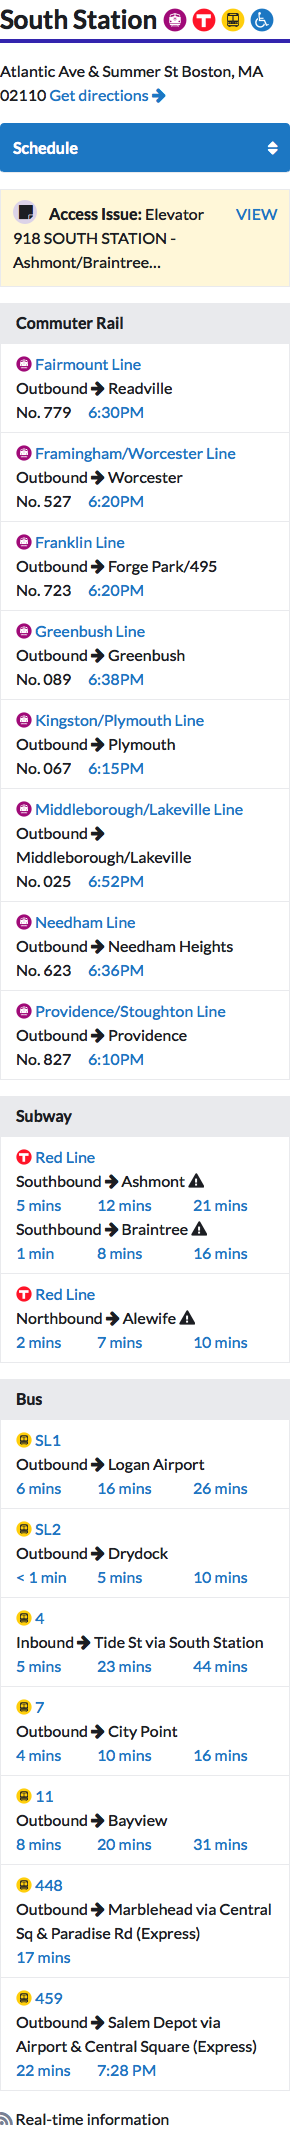 South Station
Atlantic Ave & Summer St Boston, MA
02110 Get directions
Schedule
Access Issue: Elevator VIEW
918 SOUTH STATION -
Ashmont/Braintree...
Commuter Rail
Fairmount Line
Outbound → Readville
No. 779 6:30PM
Framingham/Worcester Line
Outbound → Worcester
No. 527 6:20PM
Franklin Line
Outbound → Forge Park/495
No. 723 6:20PM
Greenbush Line
Outbound → Greenbush
No. 089 6:38PM
Kingston/Plymouth Line
Outbound → Plymouth
No. 067 6:15PM
Middleborough/Lakeville Line
Outbound →
Middleborough/Lakeville
No. 025 6:52PM
Needham Line
Outbound → Needham Heights
No. 623 6:36PM
Providence/Stoughton Line
Outbound → Providence
No. 827 6:10PM
Subway
Red Line
Southbound → Ashmont
5 mins 12 mins 21 mins
Southbound → Braintree
1 min 8 mins 16 mins
Red Line
Northbound → Alewife
2 mins 7 mins 10 mins
Bus
SL1
Outbound → Logan Airport
6 mins 16 mins 26 mins
SL2
Outbound → Drydock
< 1 min 5 mins 10 mins
4
Inbound → Tide St via South Station
5 mins 23 mins 44 mins
7
Outbound → City Point
4 mins 10 mins 16 mins
11
Outbound → Bayview
8 mins 20 mins 31 mins
448
Outbound → Marblehead via Central
Sq & Paradise Rd (Express)
17 mins
459
Outbound → Salem Depot via
Airport & Central Square (Express)
22 mins 7:28 PM
Real-time information